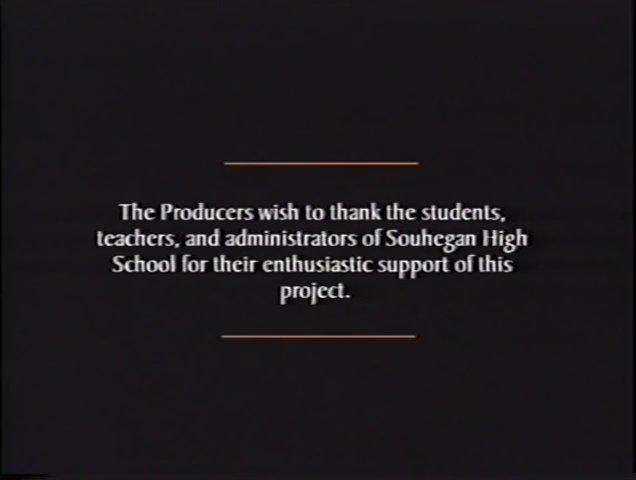 The Producers wish to thank the students,
teachers, and administrators of Souhegan High
School for their enthusiastic support of this
project.